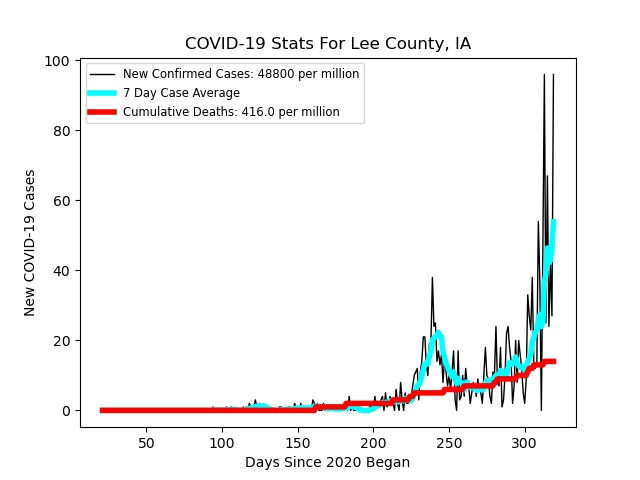 COVID-19 Stats For Lee County, IA
New Confirmed Cases: 48800 per million
7 Day Case Average
Cumulative Deaths: 416.0 per million
New COVID-19 Cases
100
80
60
40
20
0
50 100 150 200 250 300
Days Since 2020 Began